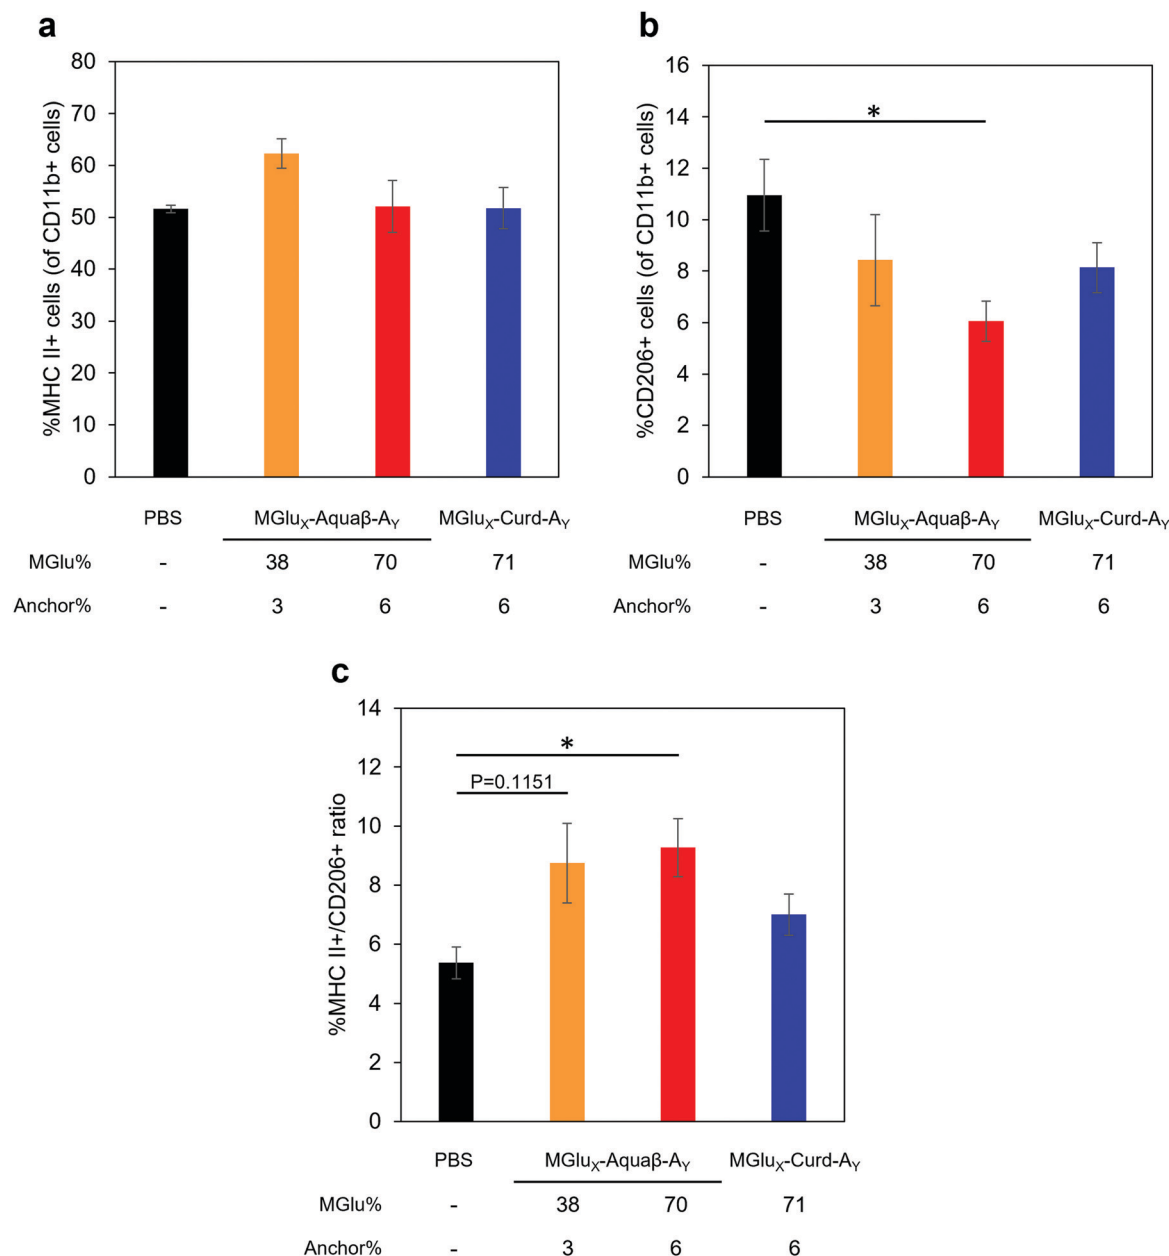 a
%MHC II+ cells (of CD11b+ cells)
80
70
60
50
40
30
20
10
0
PBS MGluX-Aquaβ-AY MGluX-Curd-AY
MGlu% - 38 70 71
Anchor% - 3 6 6
b
%CD206+ cells (of CD11b+ cells)
16
14
12
10
8
6
4
2
0
*
PBS MGluX-Aquaβ-AY MGluX-Curd-AY
MGlu% - 38 70 71
Anchor% - 3 6 6
c
%MHC II+/CD206+ ratio
14
12
10
8
6
4
2
0
*
P=0.1151
PBS MGluX-Aquaβ-AY MGluX-Curd-AY
MGlu% - 38 70 71
Anchor% - 3 6 6